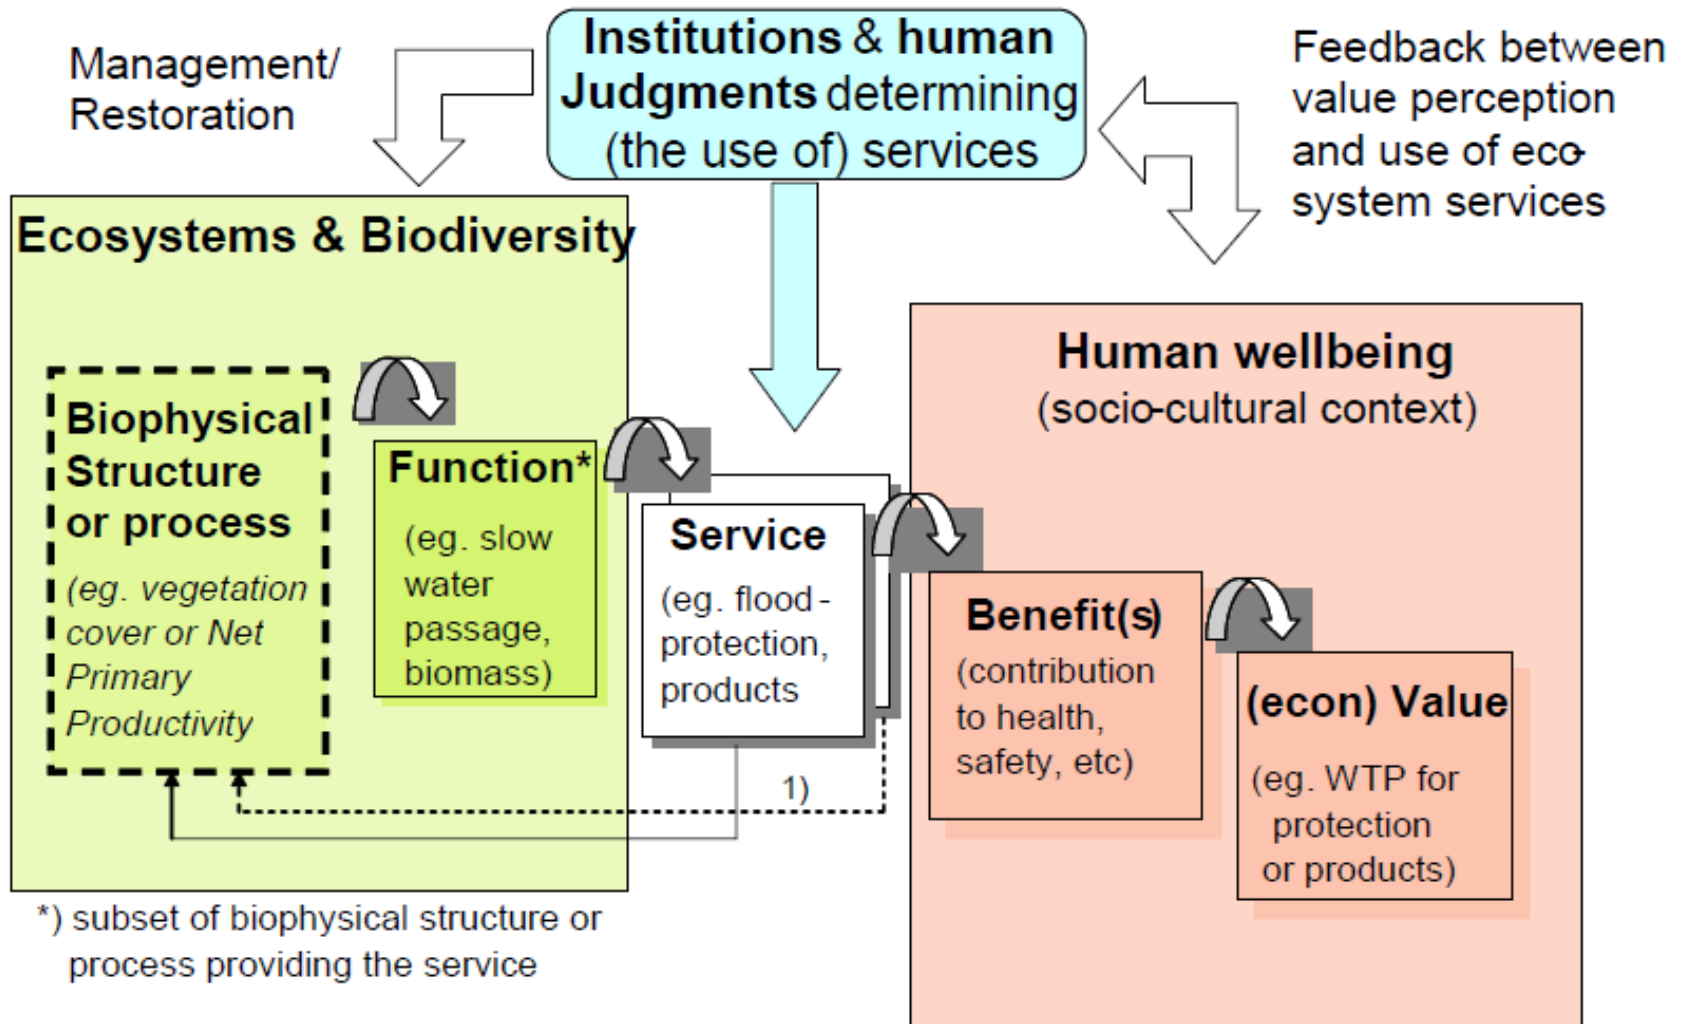 Management/
Restoration
Institutions & human
Judgments determining
(the use of) services
Feedback between
value perception
and use of eco-
system services
Ecosystems & Biodiversity
Biophysical
Structure
or process
(eg. vegetation
cover or Net
Primary
Productivity
Function*
(eg. slow
water
passage,
biomass)
Service
(eg. flood-
protection,
products
Human wellbeing
(socio-cultural context)
Benefit(s)
(contribution
to health,
safety, etc)
(econ) Value
(eg. WTP for
protection
or products)
1)
*) subset of biophysical structure or
process providing the service